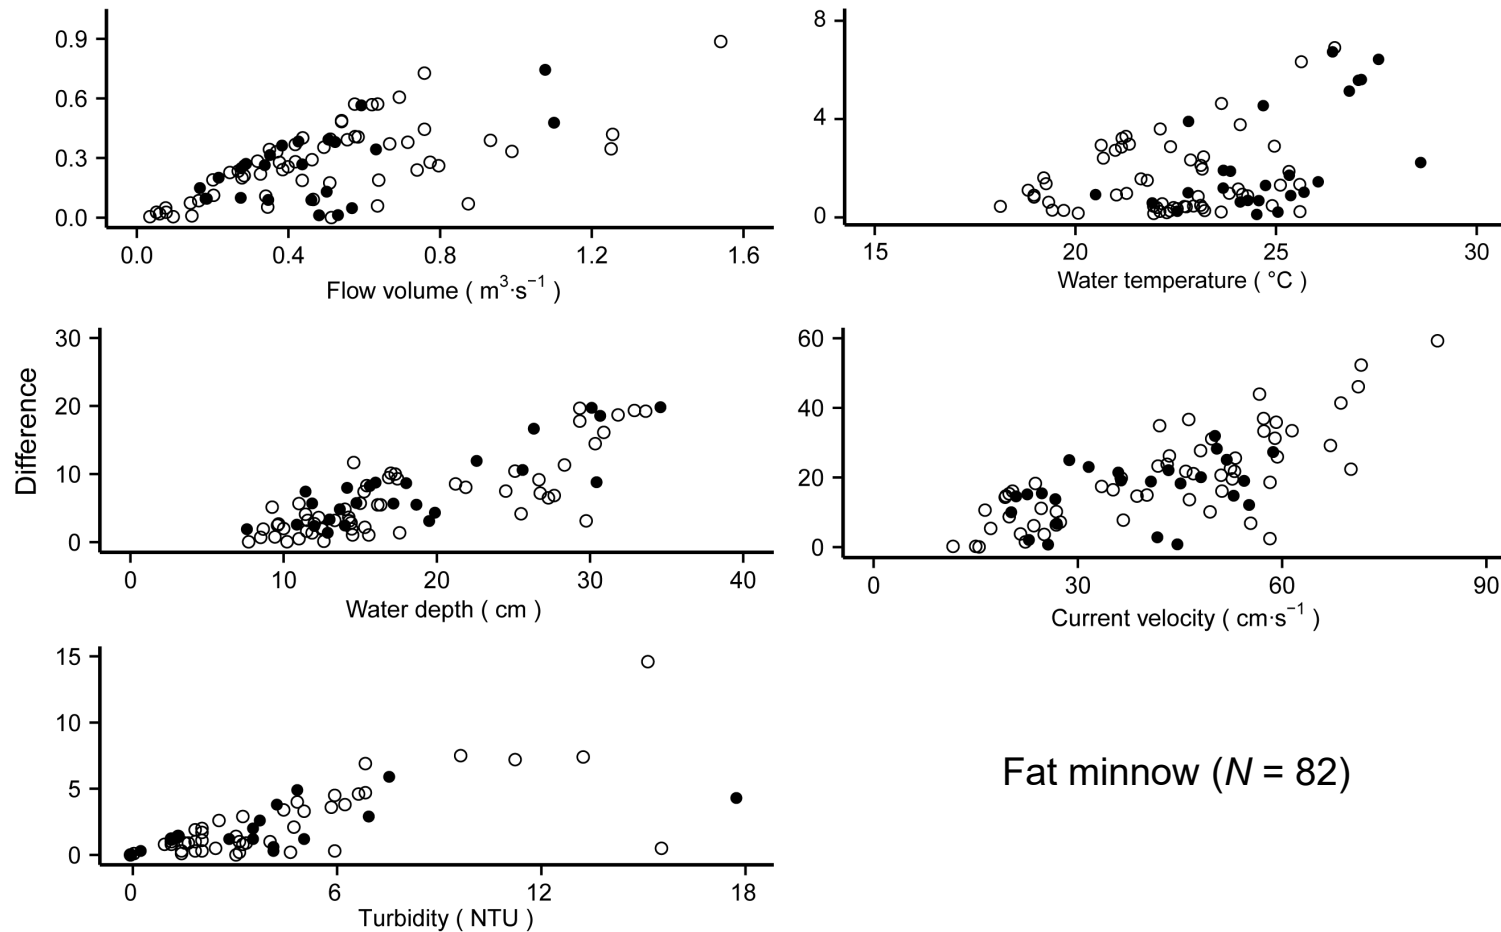 0.9
0.6
0.3
0.0
0.0 0.4 0.8 1.2 1.6
Flow volume ( m³·s⁻¹ )
8
4
0
15 20 25 30
Water temperature ( °C )
Difference
30
20
10
0
0 10 20 30 40
Water depth ( cm )
60
40
20
0
0 30 60 90
Current velocity ( cm·s⁻¹ )
15
10
5
0
0 6 12 18
Turbidity ( NTU )
Fat minnow (N = 82)